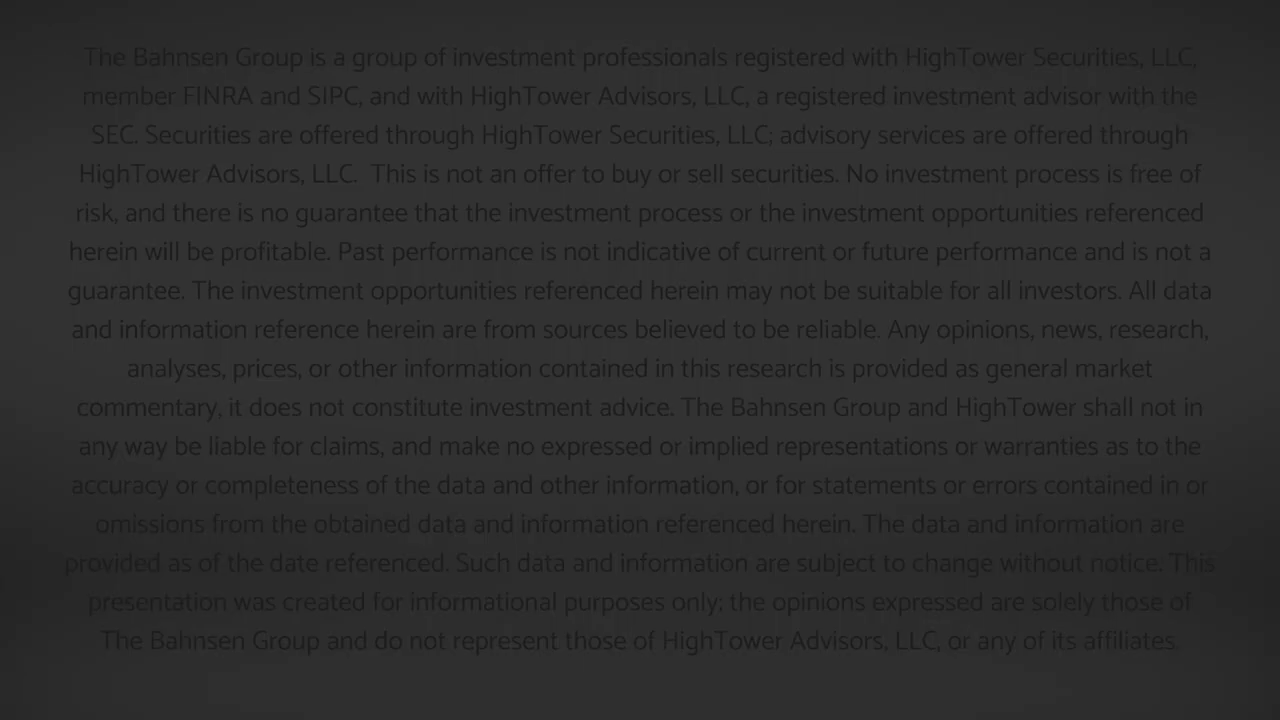 The Bahnsen Group is a group of investment professionals registered with HighTower Securities, LLC,
member FINRA and SIPC, and with HighTower Advisors, LLC, a registered investment advisor with the
SEC. Securities are offered through HighTower Securities, LLC; advisory services are offered through
HighTower Advisors, LLC.  This is not an offer to buy or sell securities. No investment process is free of
risk, and there is no guarantee that the investment process or the investment opportunities referenced
herein will be profitable. Past performance is not indicative of current or future performance and is not a
guarantee. The investment opportunities referenced herein may not be suitable for all investors. All data
and information reference herein are from sources believed to be reliable. Any opinions, news, research,
analyses, prices, or other information contained in this research is provided as general market
commentary, it does not constitute investment advice. The Bahnsen Group and HighTower shall not in
any way be liable for claims, and make no expressed or implied representations or warranties as to the
accuracy or completeness of the data and other information, or for statements or errors contained in or
omissions from the obtained data and information referenced herein. The data and information are
provided as of the date referenced. Such data and information are subject to change without notice. This
presentation was created for informational purposes only; the opinions expressed are solely those of
The Bahnsen Group and do not represent those of HighTower Advisors, LLC, or any of its affiliates.